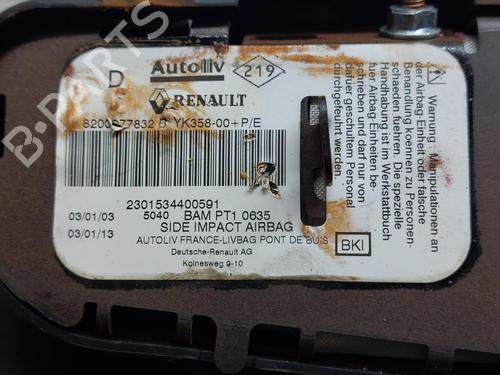 D Autoliv 219
RENAULT
8200377832 B YK358-00+P/E
2301534400591
03/01/03 5040 BAM PT1 0635
03/01/13 SIDE IMPACT AIRBAG
AUTOLIV FRANCE-LIVBAG PONT DE BUIS
Deutsche-Renault AG
Kolnesweg 9-10
BKI
Warnung : Manipulationen an
der Airbag-Einheit oder falsche
Benandlung koennen zu Personen-
schaeden fuehren. Die spezielle
Handhabung ist im Werkstattbuch
fuer Airbag-Einheiten be-
schrieben und darf nur von
dafuer geschultem Personal
durchgefuehrt werden.
B-PARTS